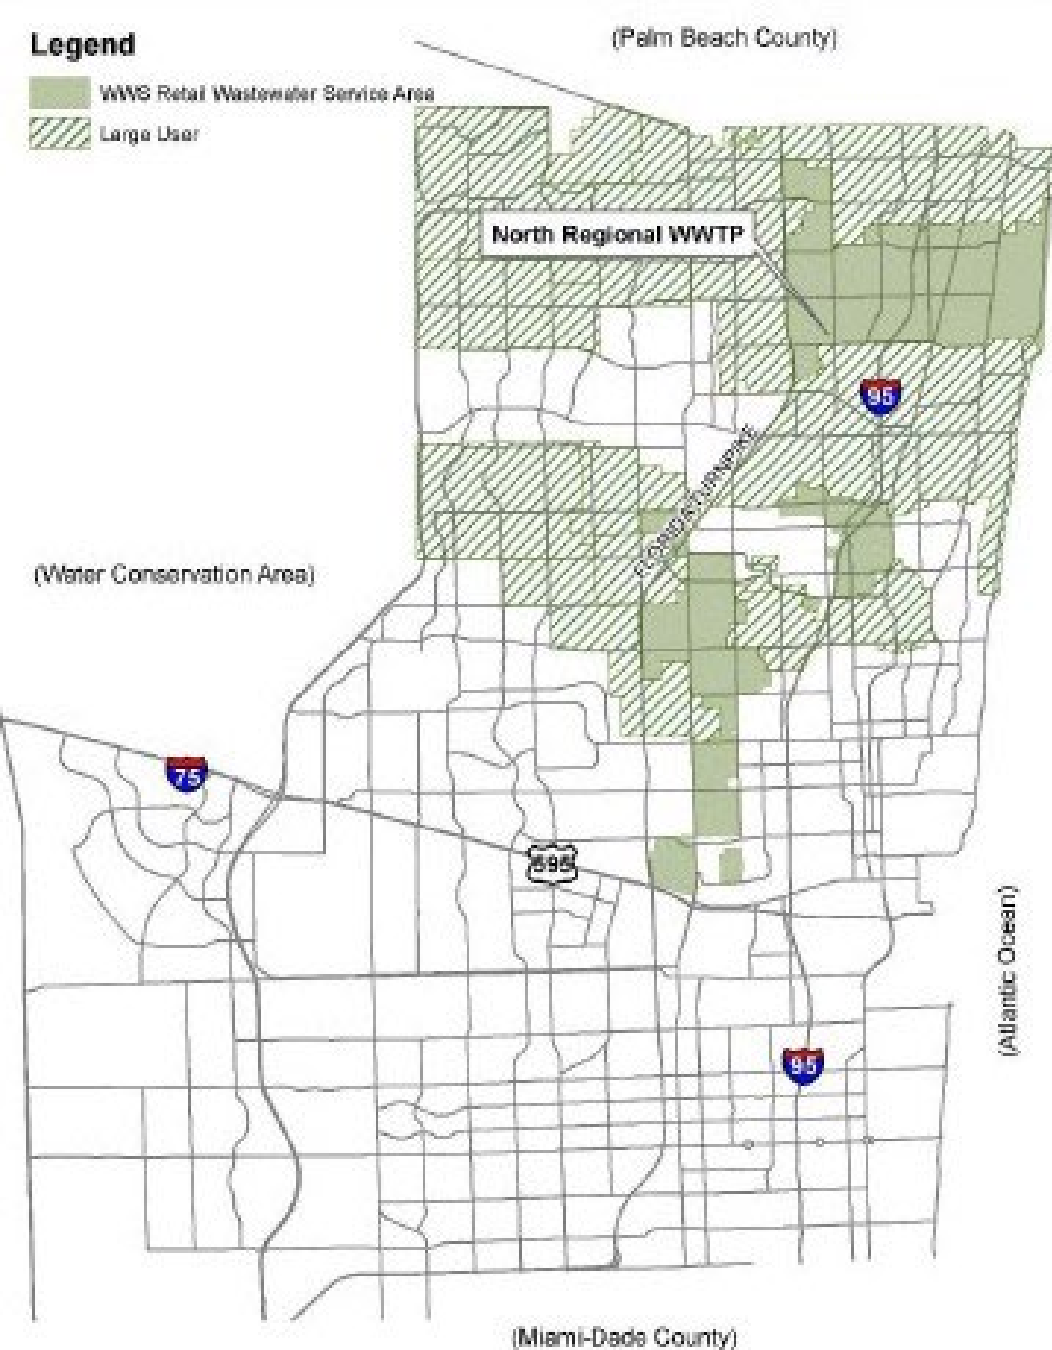 Legend
(Palm Beach County)
WWS Retail Wastewater Service Area
Large User
North Regional WWTP
95
FLORIDA TURNPIKE
(Water Conservation Area)
75
595
(Atlantic Ocean)
95
(Miami-Dade County)